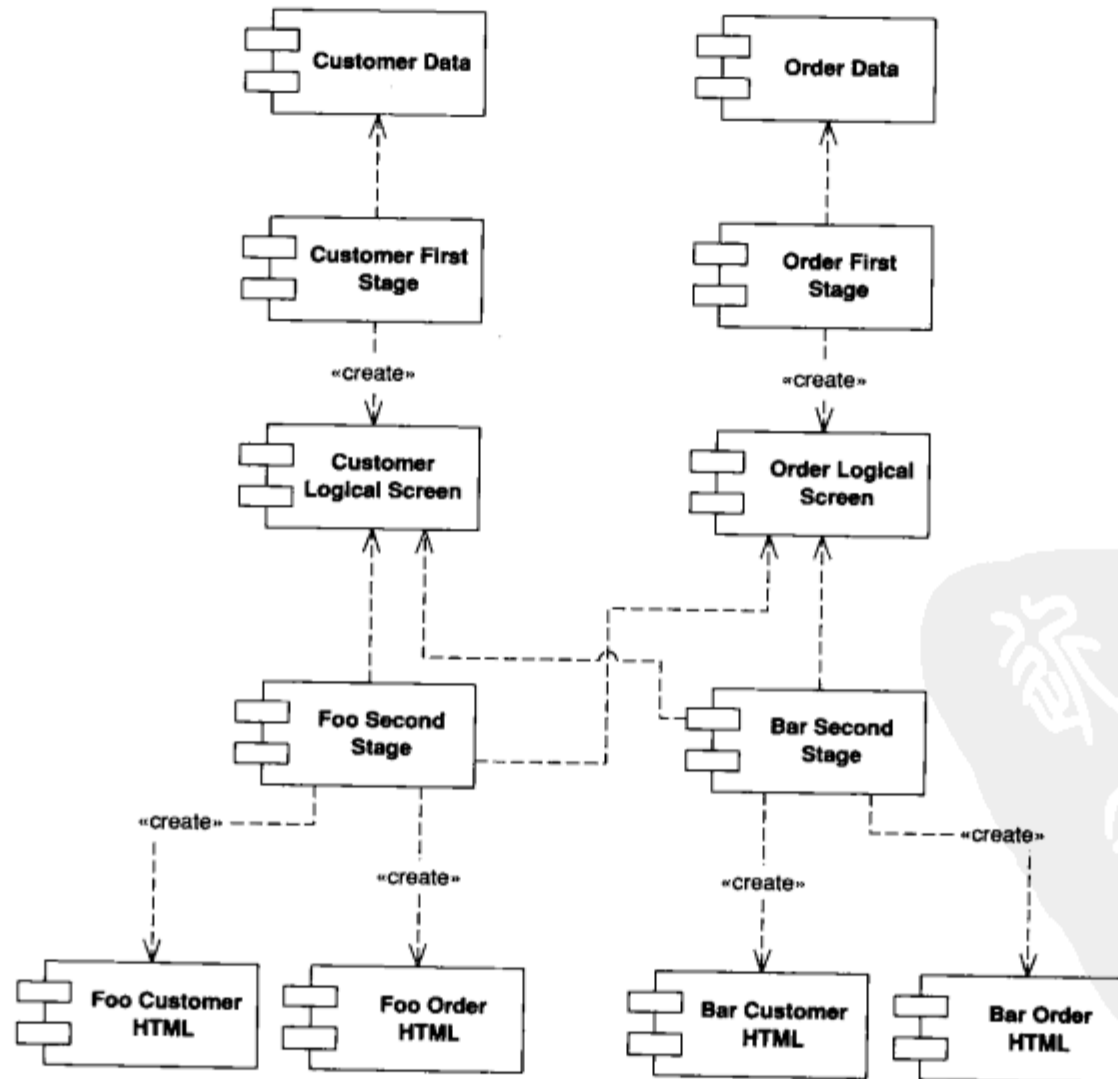 Customer Data
Order Data
Customer First
Stage
Order First
Stage
«create»
«create»
Customer
Logical Screen
Order Logical
Screen
Foo Second
Stage
Bar Second
Stage
«create»
«create»
«create»
«create»
Foo Customer
HTML
Foo Order
HTML
Bar Customer
HTML
Bar Order
HTML